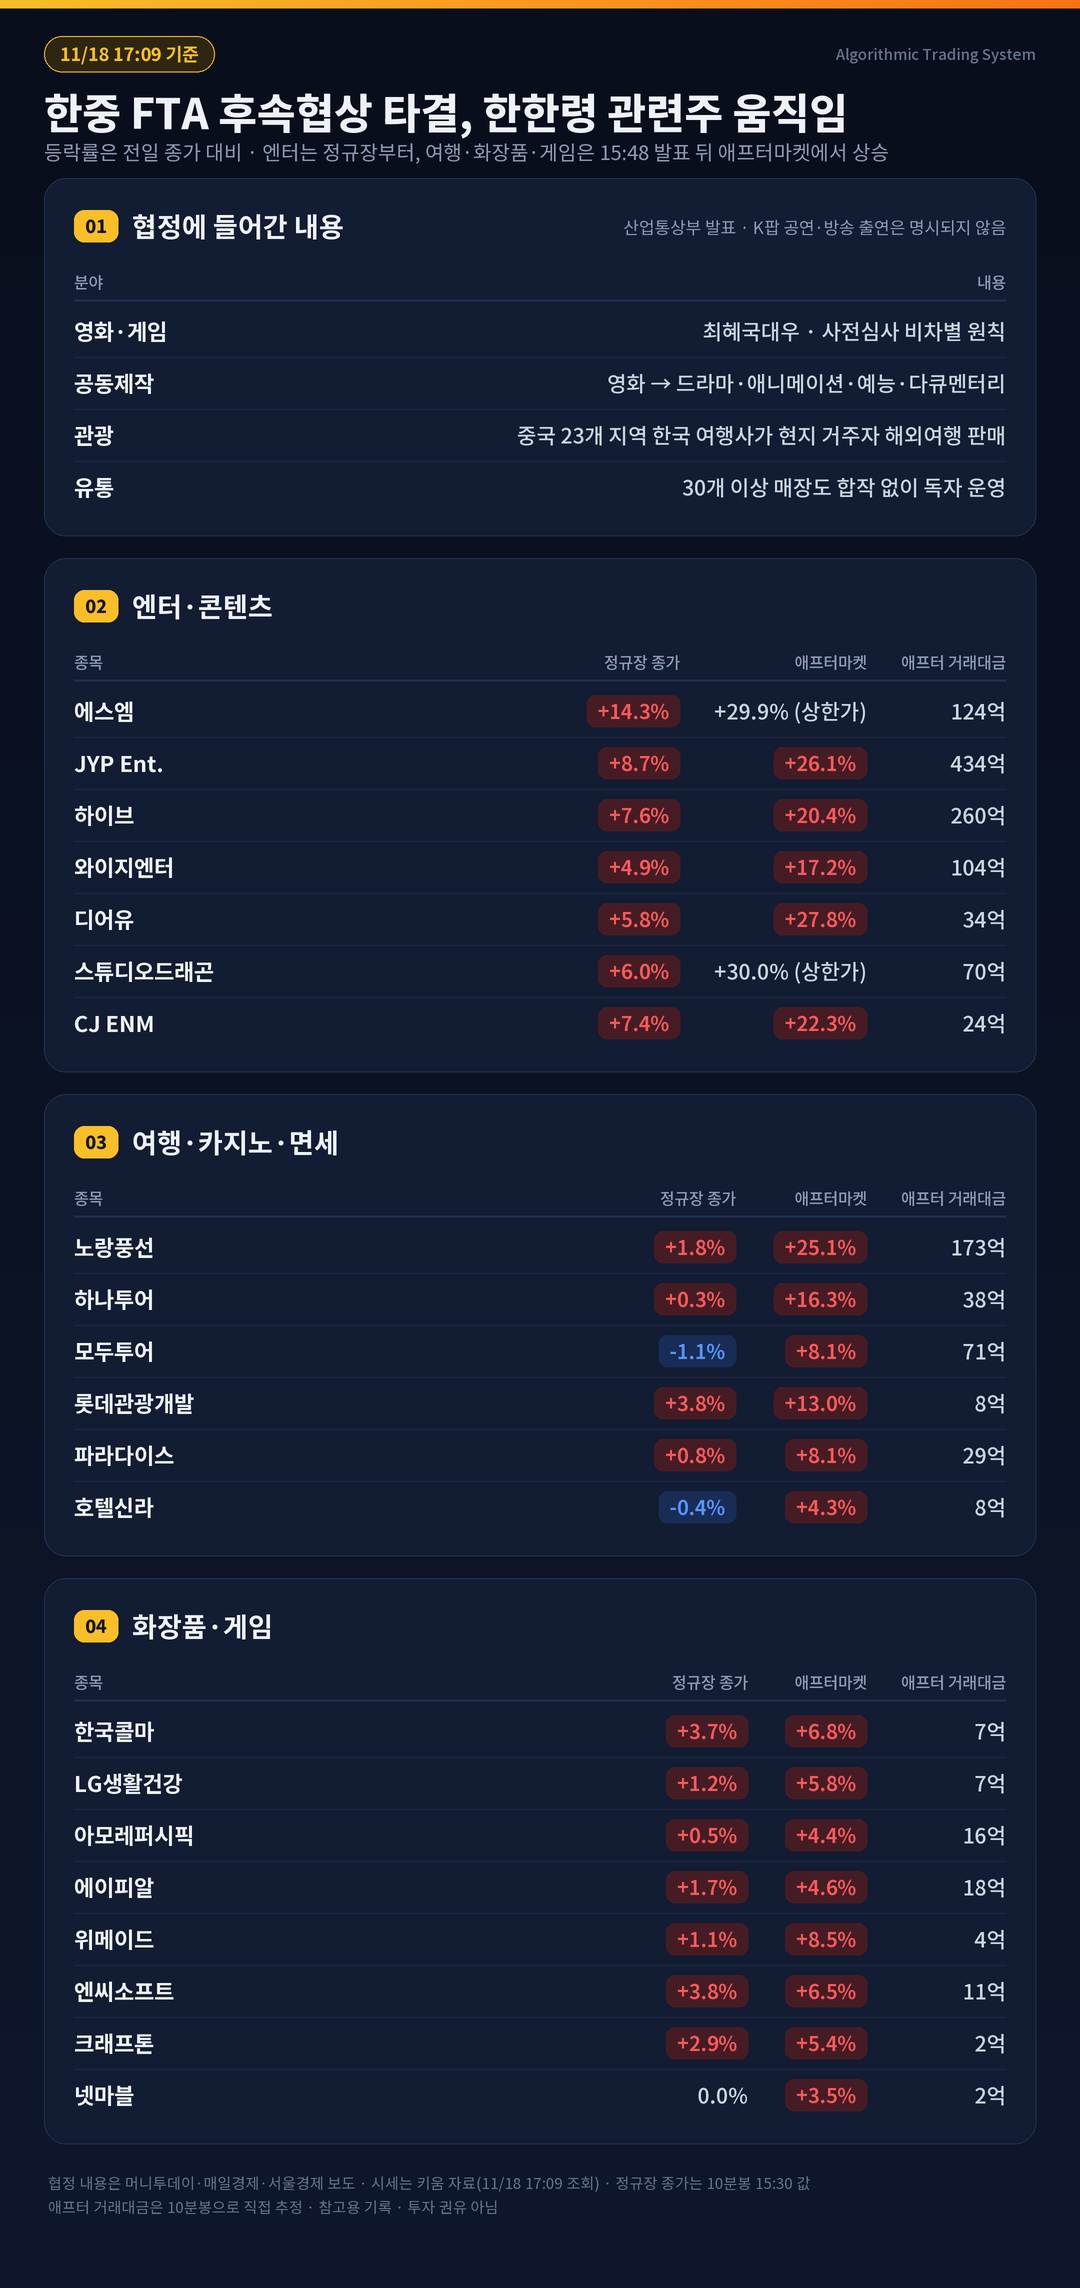 11/18 17:09 기준
Algorithmic Trading System
한중 FTA 후속협상 타결, 한한령 관련주 움직임
등락률은 전일 종가 대비 · 엔터는 정규장부터, 여행·화장품·게임은 15:48 발표 뒤 애프터마켓에서 상승
01 협정에 들어간 내용 산업통상부 발표 · K팝 공연·방송 출연은 명시되지 않음
분야 내용
영화·게임 최혜국대우 · 사전심사 비차별 원칙
공동제작 영화 → 드라마·애니메이션·예능·다큐멘터리
관광 중국 23개 지역 한국 여행사가 현지 거주자 해외여행 판매
유통 30개 이상 매장도 합작 없이 독자 운영
02 엔터·콘텐츠
종목 정규장 종가 애프터마켓 애프터 거래대금
에스엠 +14.3% +29.9% (상한가) 124억
JYP Ent. +8.7% +26.1% 434억
하이브 +7.6% +20.4% 260억
와이지엔터 +4.9% +17.2% 104억
디어유 +5.8% +27.8% 34억
스튜디오드래곤 +6.0% +30.0% (상한가) 70억
CJ ENM +7.4% +22.3% 24억
03 여행·카지노·면세
종목 정규장 종가 애프터마켓 애프터 거래대금
노랑풍선 +1.8% +25.1% 173억
하나투어 +0.3% +16.3% 38억
모두투어 -1.1% +8.1% 71억
롯데관광개발 +3.8% +13.0% 8억
파라다이스 +0.8% +8.1% 29억
호텔신라 -0.4% +4.3% 8억
04 화장품·게임
종목 정규장 종가 애프터마켓 애프터 거래대금
한국콜마 +3.7% +6.8% 7억
LG생활건강 +1.2% +5.8% 7억
아모레퍼시픽 +0.5% +4.4% 16억
에이피알 +1.7% +4.6% 18억
위메이드 +1.1% +8.5% 4억
엔씨소프트 +3.8% +6.5% 11억
크래프톤 +2.9% +5.4% 2억
넷마블 0.0% +3.5% 2억
협정 내용은 머니투데이·매일경제·서울경제 보도 · 시세는 키움 자료(11/18 17:09 조회) · 정규장 종가는 10분봉 15:30 값
애프터 거래대금은 10분봉으로 직접 추정 · 참고용 기록 · 투자 권유 아님